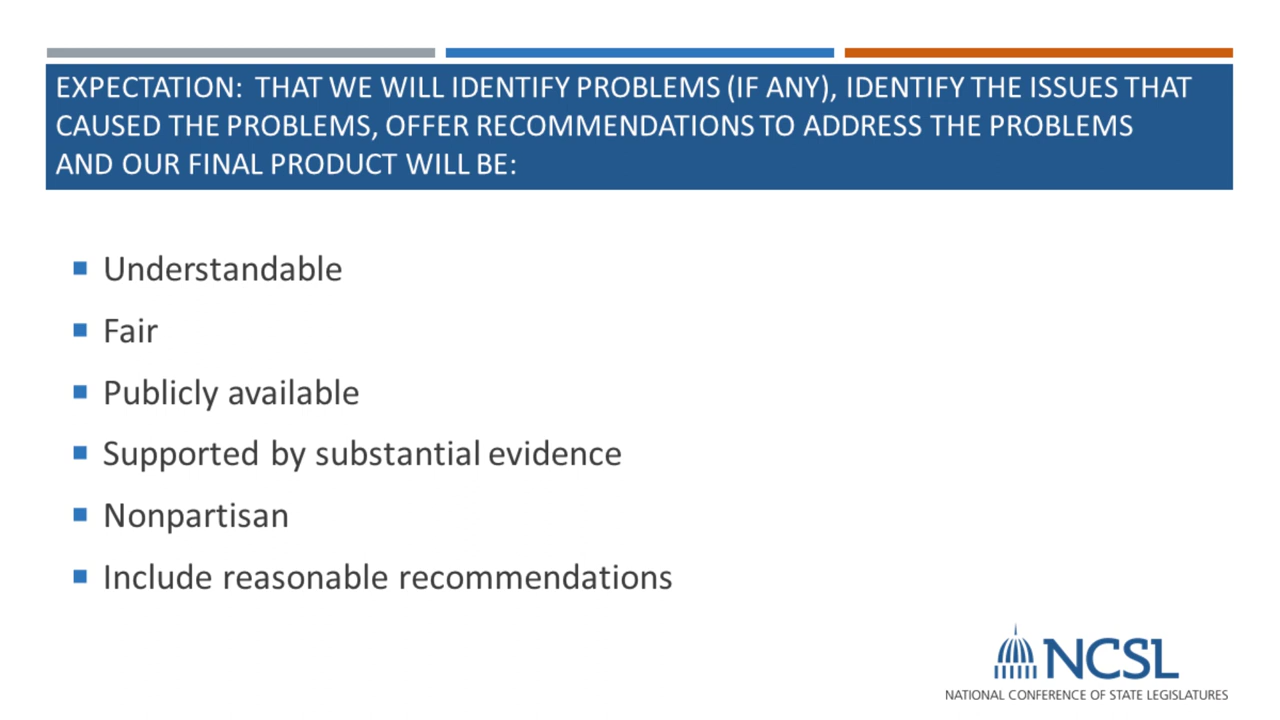 EXPECTATION: THAT WE WILL IDENTIFY PROBLEMS (IF ANY), IDENTIFY THE ISSUES THAT
CAUSED THE PROBLEMS, OFFER RECOMMENDATIONS TO ADDRESS THE PROBLEMS
AND OUR FINAL PRODUCT WILL BE:
Understandable
Fair
Publicly available
Supported by substantial evidence
Nonpartisan
Include reasonable recommendations
NCSL
NATIONAL CONFERENCE OF STATE LEGISLATURES